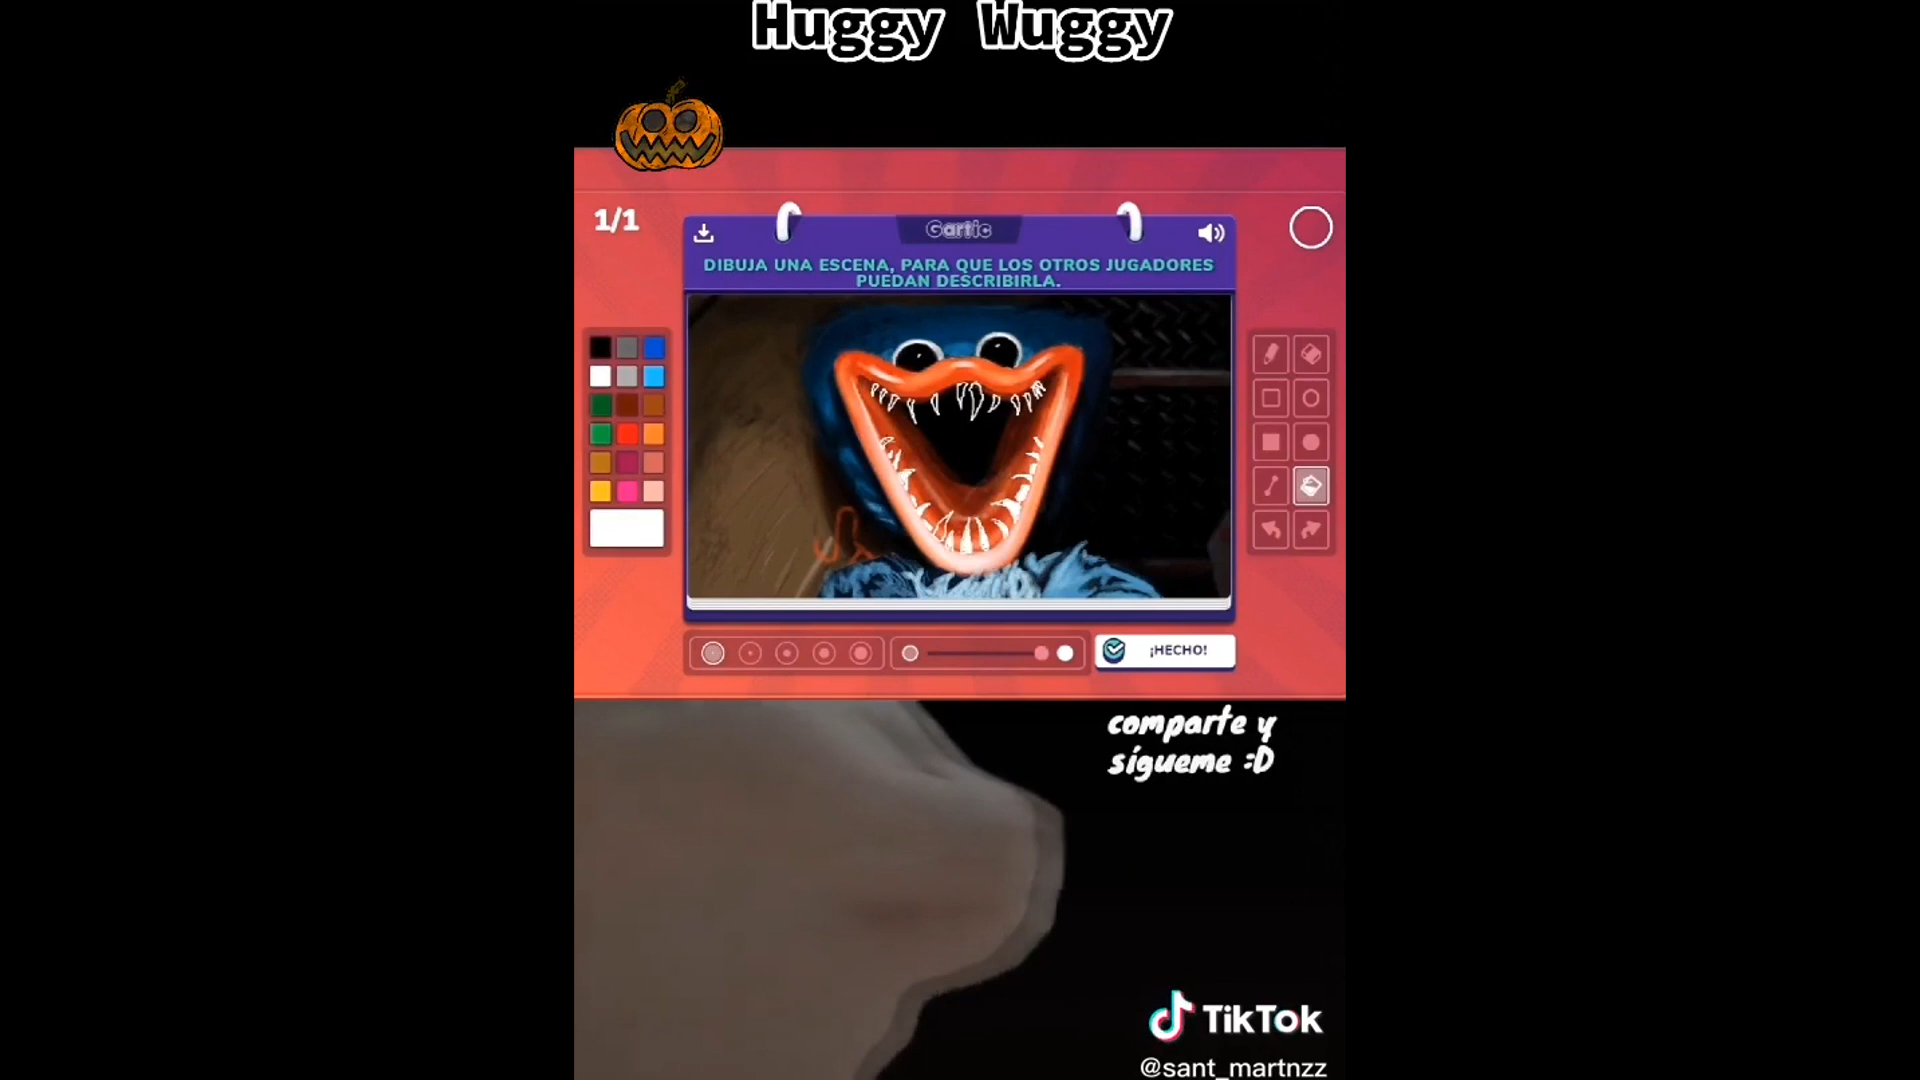 Huggy Wuggy
1/1
Gartic
DIBUJA UNA ESCENA, PARA QUE LOS OTROS JUGADORES
PUEDAN DESCRIBIRLA.
¡HECHO!
comparte y
sígueme :D
TikTok
@sant_martnzz